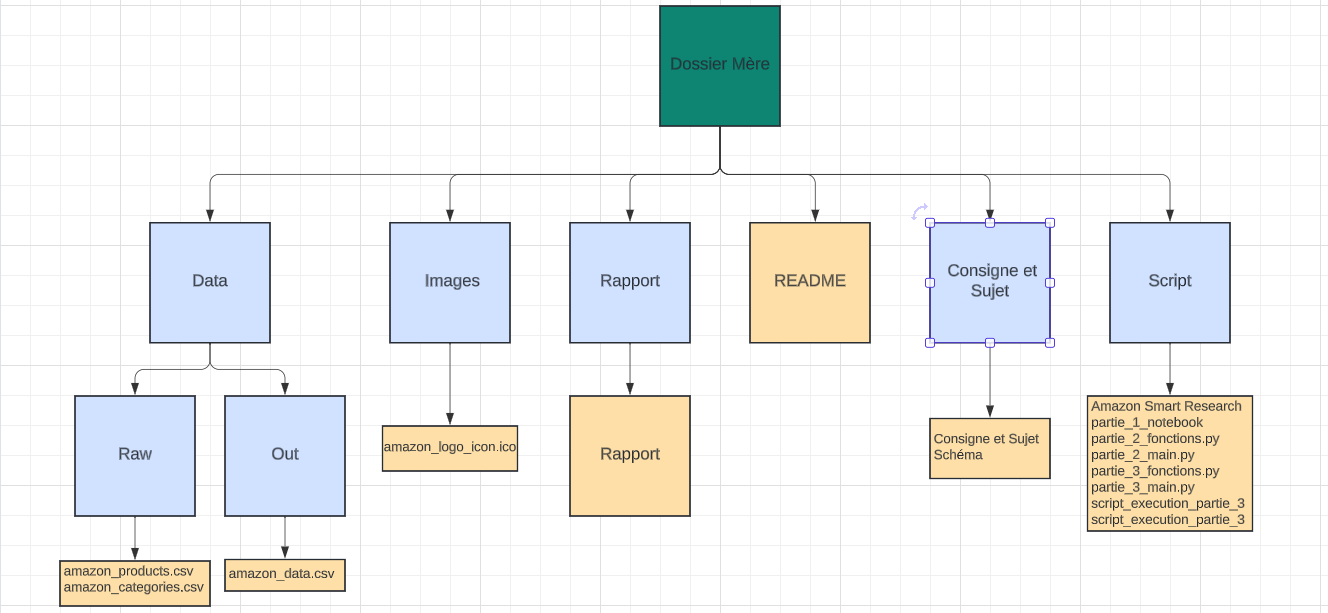 Dossier Mère
Data
Images
Rapport
README
Consigne et
Sujet
Script
Raw
Out
amazon_logo_icon.ico
Rapport
Consigne et Sujet
Schéma
Amazon Smart Research
partie_1_notebook
partie_2_fonctions.py
partie_2_main.py
partie_3_fonctions.py
partie_3_main.py
script_execution_partie_3
script_execution_partie_3
amazon_products.csv
amazon_categories.csv
amazon_data.csv